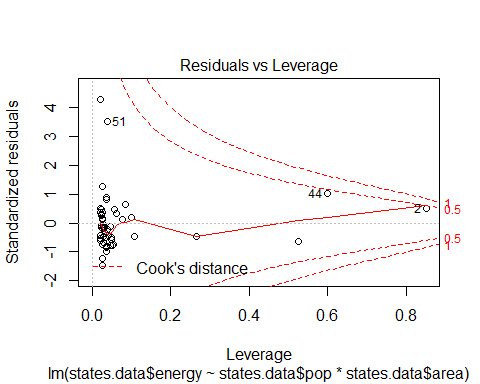 Residuals vs Leverage
Standardized residuals
4
3
2
1
0
-1
-2
51
44
2
1
0.5
0.5
1
Cook's distance
0.0 0.2 0.4 0.6 0.8
Leverage
lm(states.data$energy ~ states.data$pop * states.data$area)